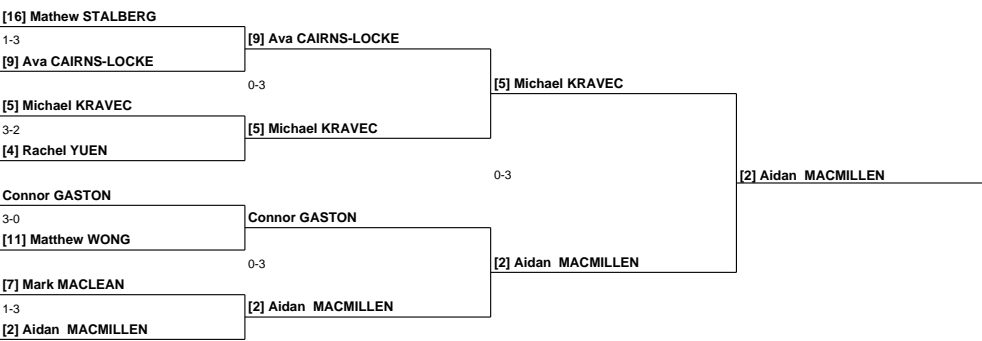 [16] Mathew STALBERG
1-3
[9] Ava CAIRNS-LOCKE
[9] Ava CAIRNS-LOCKE
0-3
[5] Michael KRAVEC
[5] Michael KRAVEC
3-2
[5] Michael KRAVEC
[4] Rachel YUEN
0-3
[2] Aidan  MACMILLEN
Connor GASTON
3-0
Connor GASTON
[11] Matthew WONG
0-3
[2] Aidan  MACMILLEN
[7] Mark MACLEAN
1-3
[2] Aidan  MACMILLEN
[2] Aidan  MACMILLEN